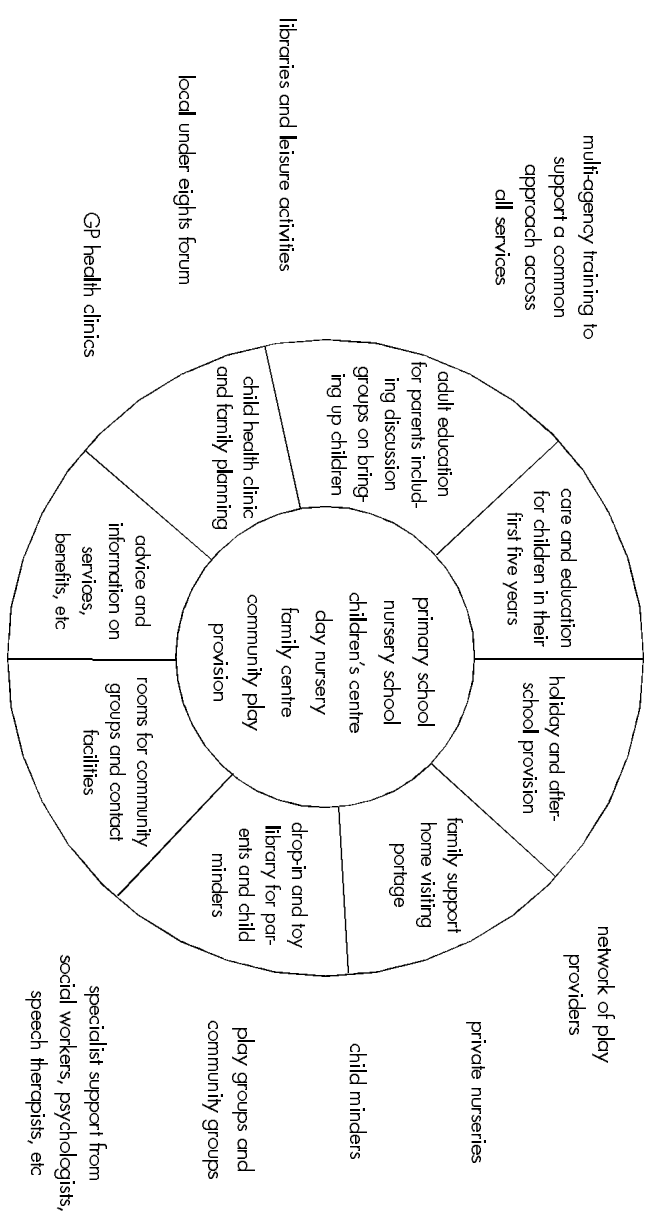 multi-agency training to
support a common
approach across
all services
libraries and leisure activities
local under eights forum
GP health clinics
care and education
for children in their
first five years
adult education
for parents includ-
ing discussion
groups on bring-
ing up children
child health clinic
and family planning
advice and
information on
services,
benefits, etc
primary school
nursery school
children's centre
day nursery
family centre
community play
provision
holiday and after-
school provision
family support
home visiting
portage
drop-in and toy
library for par-
ents and child
minders
rooms for community
groups and contact
facilities
network of play
providers
private nurseries
child minders
play groups and
community groups
specialist support from
social workers, psychologists,
speech therapists, etc